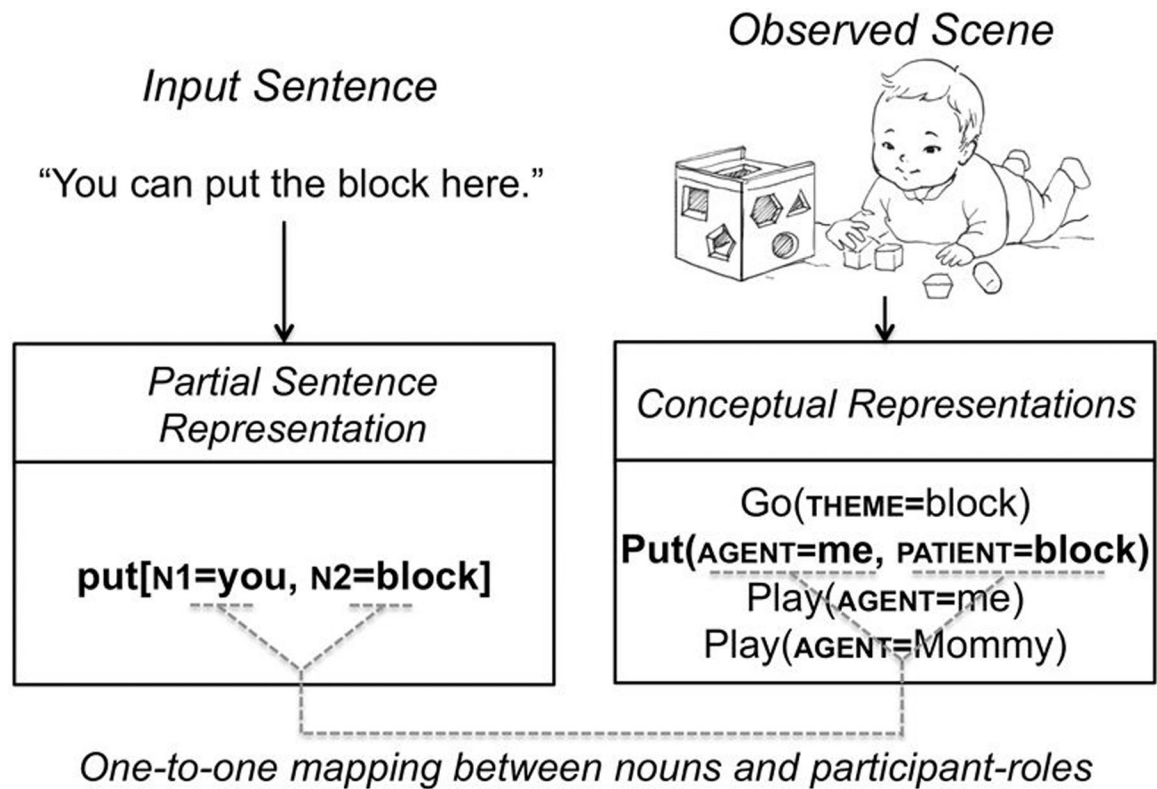 Input Sentence
“You can put the block here.”
Partial Sentence
Representation
put[N1=you, N2=block]
Observed Scene
Conceptual Representations
Go(THEME=block)
Put(AGENT=me, PATIENT=block)
Play(AGENT=me)
Play(AGENT=Mommy)
One-to-one mapping between nouns and participant-roles